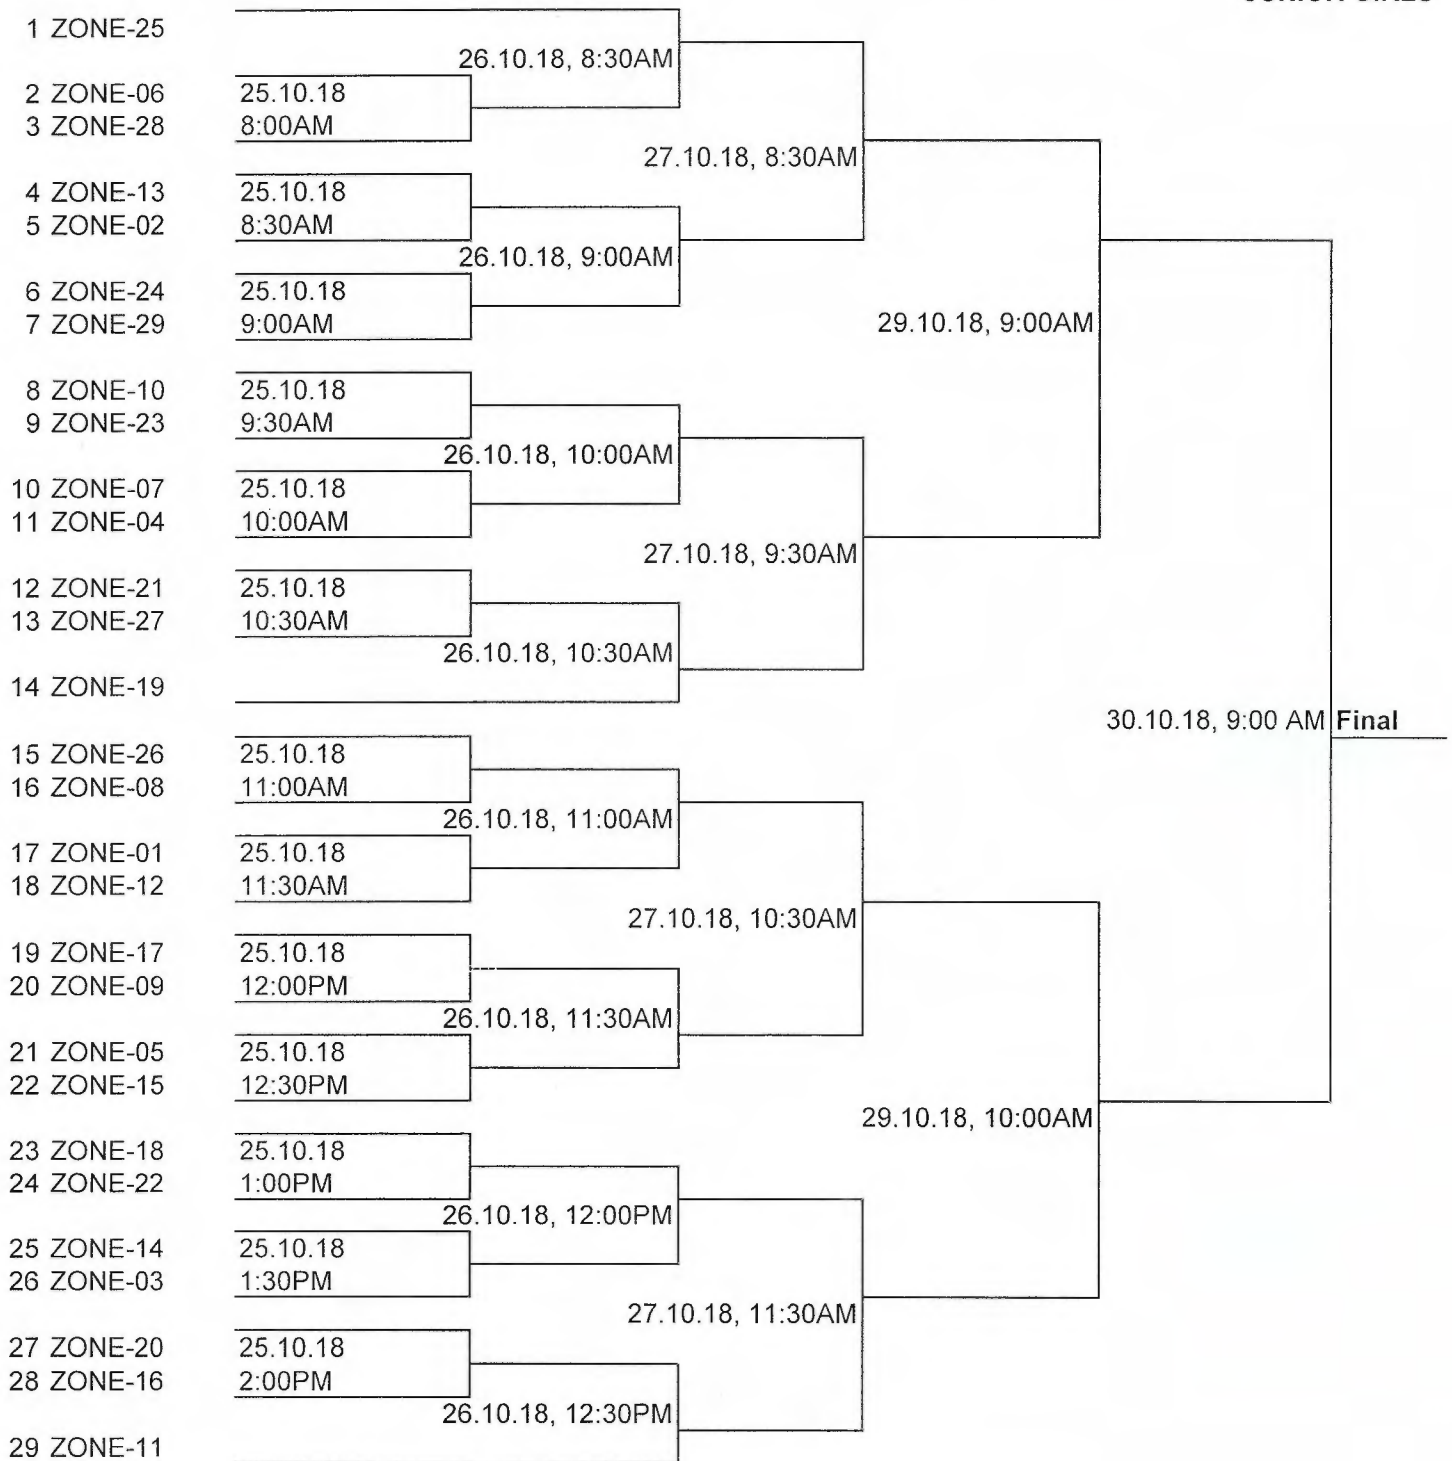 1 ZONE-25
26.10.18, 8:30AM
2 ZONE-06 25.10.18
3 ZONE-28 8:00AM
27.10.18, 8:30AM
4 ZONE-13 25.10.18
5 ZONE-02 8:30AM
26.10.18, 9:00AM
6 ZONE-24 25.10.18
7 ZONE-29 9:00AM
29.10.18, 9:00AM
8 ZONE-10 25.10.18
9 ZONE-23 9:30AM
26.10.18, 10:00AM
10 ZONE-07 25.10.18
11 ZONE-04 10:00AM
27.10.18, 9:30AM
12 ZONE-21 25.10.18
13 ZONE-27 10:30AM
26.10.18, 10:30AM
14 ZONE-19
30.10.18, 9:00 AM Final
15 ZONE-26 25.10.18
16 ZONE-08 11:00AM
26.10.18, 11:00AM
17 ZONE-01 25.10.18
18 ZONE-12 11:30AM
27.10.18, 10:30AM
19 ZONE-17 25.10.18
20 ZONE-09 12:00PM
26.10.18, 11:30AM
21 ZONE-05 25.10.18
22 ZONE-15 12:30PM
29.10.18, 10:00AM
23 ZONE-18 25.10.18
24 ZONE-22 1:00PM
26.10.18, 12:00PM
25 ZONE-14 25.10.18
26 ZONE-03 1:30PM
27.10.18, 11:30AM
27 ZONE-20 25.10.18
28 ZONE-16 2:00PM
26.10.18, 12:30PM
29 ZONE-11